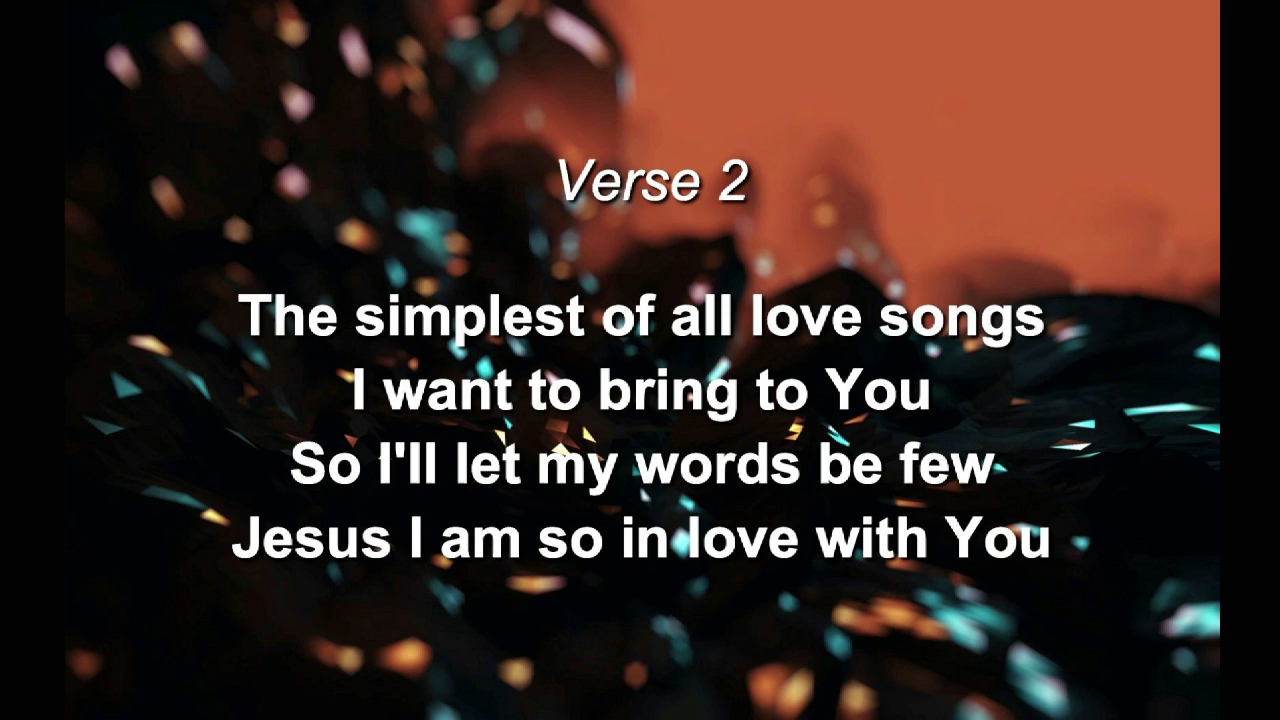 Verse 2
The simplest of all love songs
I want to bring to You
So I'll let my words be few
Jesus I am so in love with You